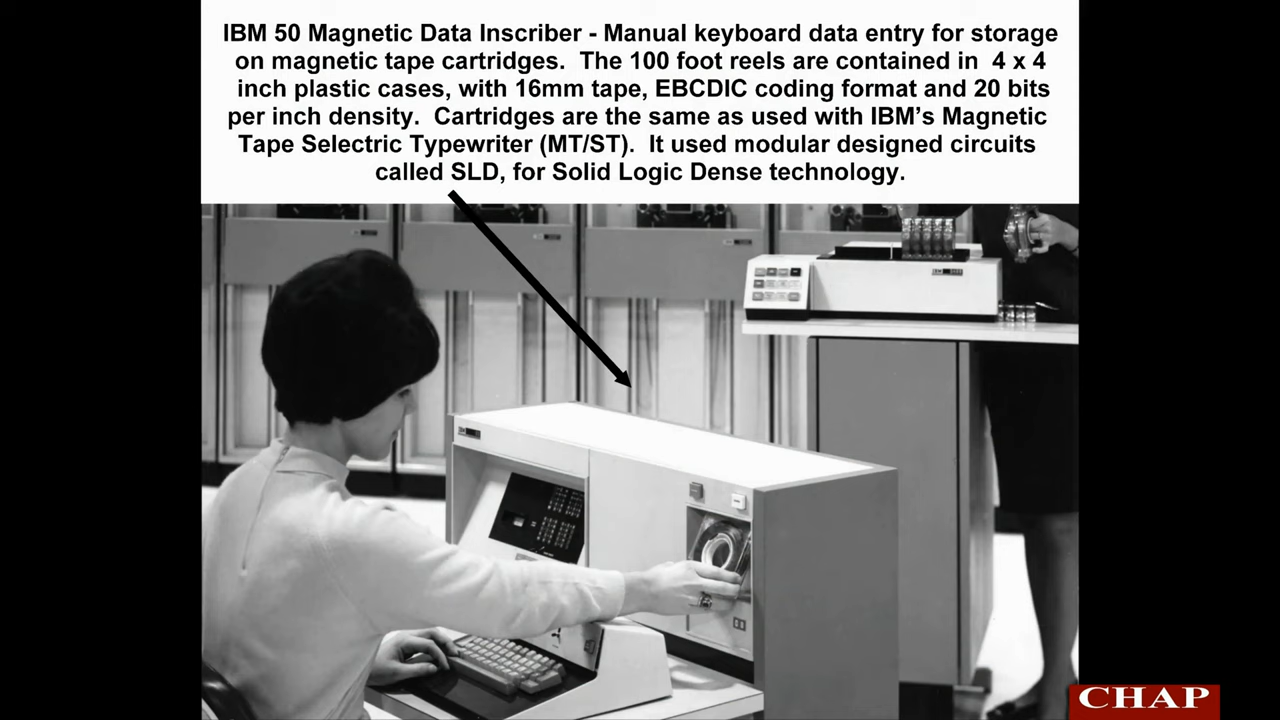 IBM 50 Magnetic Data Inscriber - Manual keyboard data entry for storage
on magnetic tape cartridges. The 100 foot reels are contained in 4 x 4
inch plastic cases, with 16mm tape, EBCDIC coding format and 20 bits
per inch density. Cartridges are the same as used with IBM's Magnetic
Tape Selectric Typewriter (MT/ST). It used modular designed circuits
called SLD, for Solid Logic Dense technology.
CHAP